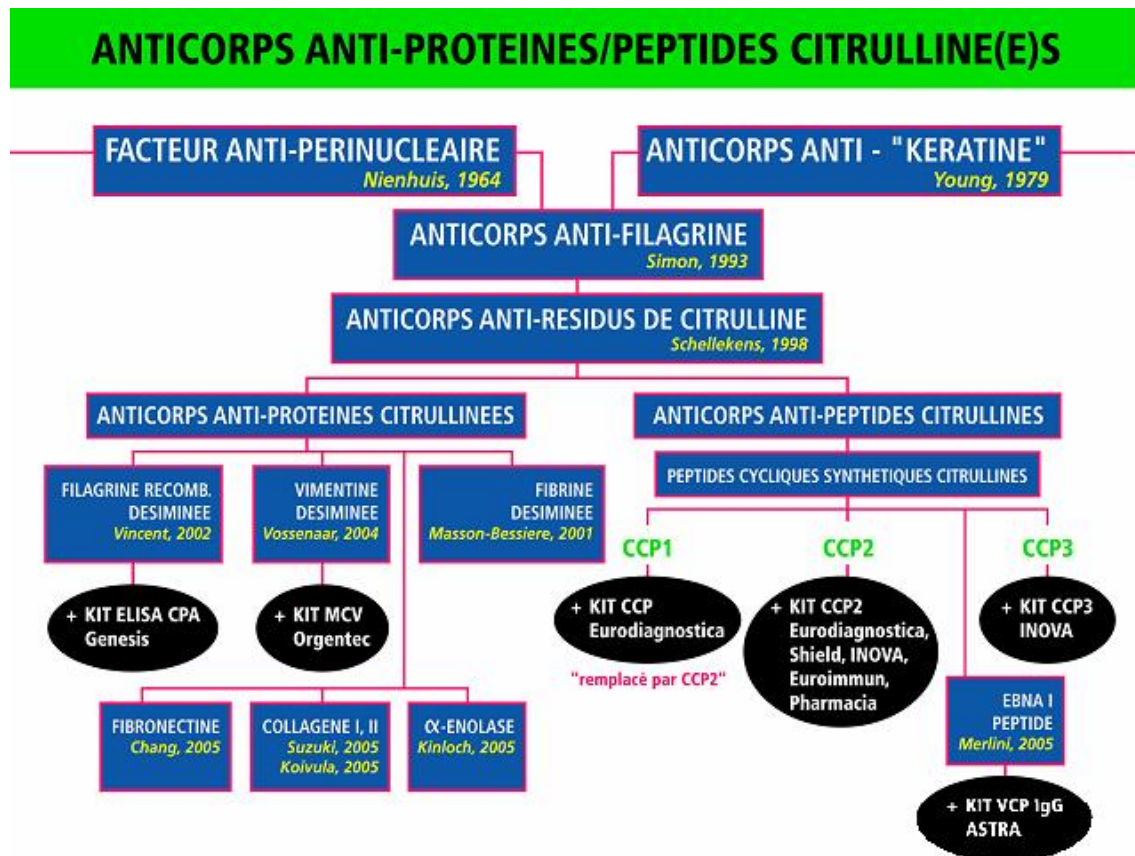 ANTICORPS ANTI-PROTEINES/PEPTIDES CITRULLINE(E)S
FACTEUR ANTI-PERINUCLEAIRE
Nienhuis, 1964
ANTICORPS ANTI - "KERATINE"
Young, 1979
ANTICORPS ANTI-FILAGRINE
Simon, 1993
ANTICORPS ANTI-RESIDUS DE CITRULLINE
Schellekens, 1998
ANTICORPS ANTI-PROTEINES CITRULLINEES
ANTICORPS ANTI-PEPTIDES CITRULLINES
FILAGRINE RECOMB.
DESIMINEE
Vincent, 2002
VIMENTINE
DESIMINEE
Vossenaar, 2004
FIBRINE
DESIMINEE
Masson-Bessiere, 2001
PEPTIDES CYCLIQUES SYNTHETIQUES CITRULLINES
CCP1
CCP2
CCP3
+ KIT ELISA CPA
Genesis
+ KIT MCV
Orgentec
+ KIT CCP
Eurodiagnostica
"remplacé par CCP2"
+ KIT CCP2
Eurodiagnostica,
Shield, INOVA,
Euroimmun,
Pharmacia
+ KIT CCP3
INOVA
FIBRONECTINE
Chang, 2005
COLLAGENE I, II
Suzuki, 2005
Koivula, 2005
α-ENOLASE
Kinloch, 2005
EBNA I
PEPTIDE
Merlini, 2005
+ KIT VCP IgG
ASTRA